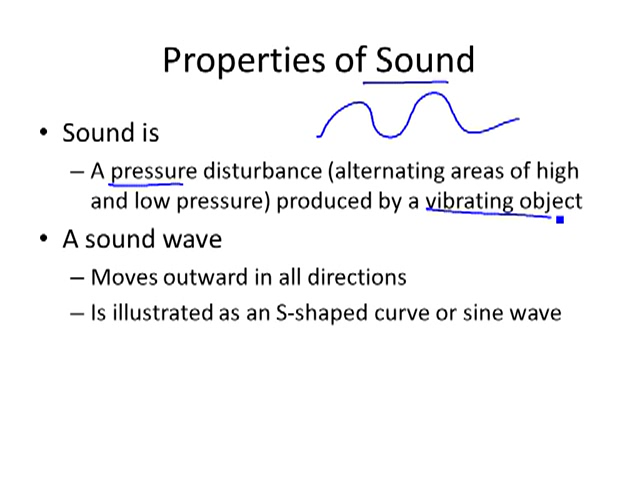 Properties of Sound
• Sound is
– A pressure disturbance (alternating areas of high
and low pressure) produced by a vibrating object
• A sound wave
– Moves outward in all directions
– Is illustrated as an S-shaped curve or sine wave